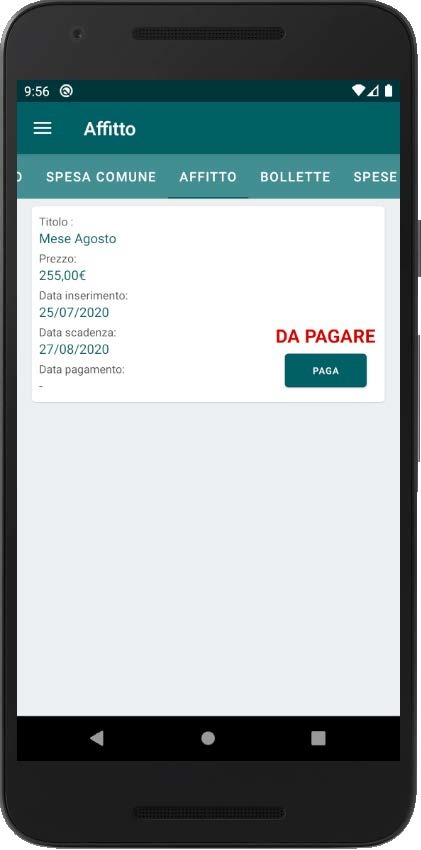 9:56
Affitto
O SPESA COMUNE AFFITTO BOLLETTE SPESE
Titolo :
Mese Agosto
Prezzo:
255,00€
Data inserimento:
25/07/2020
Data scadenza:
27/08/2020
Data pagamento:
-
DA PAGARE
PAGA